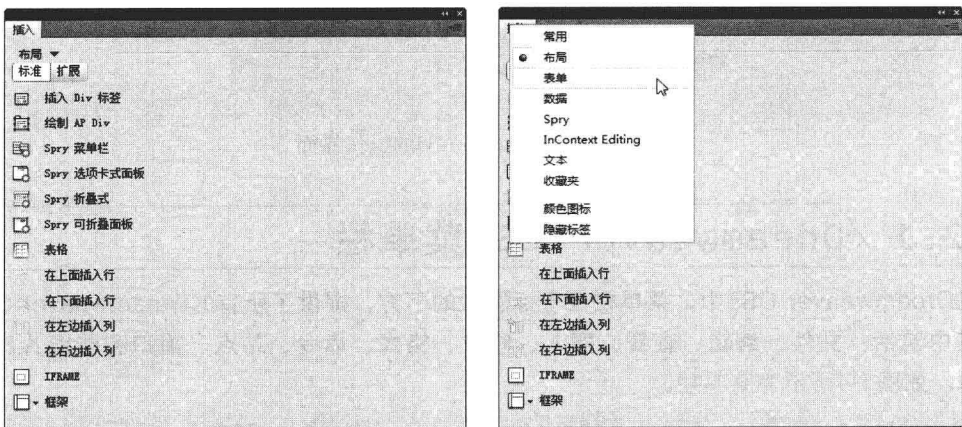 插入
布局
标准 扩展
插入 Div 标签
绘制 AP Div
Spry 菜单栏
Spry 选项卡式面板
Spry 折叠式
Spry 可折叠面板
表格
在上面插入行
在下面插入行
在左边插入列
在右边插入列
IFRAME
框架
常用
布局
表单
数据
Spry
InContext Editing
文本
收藏夹
颜色图标
隐藏标签
表格
在上面插入行
在下面插入行
在左边插入列
在右边插入列
IFRAME
框架